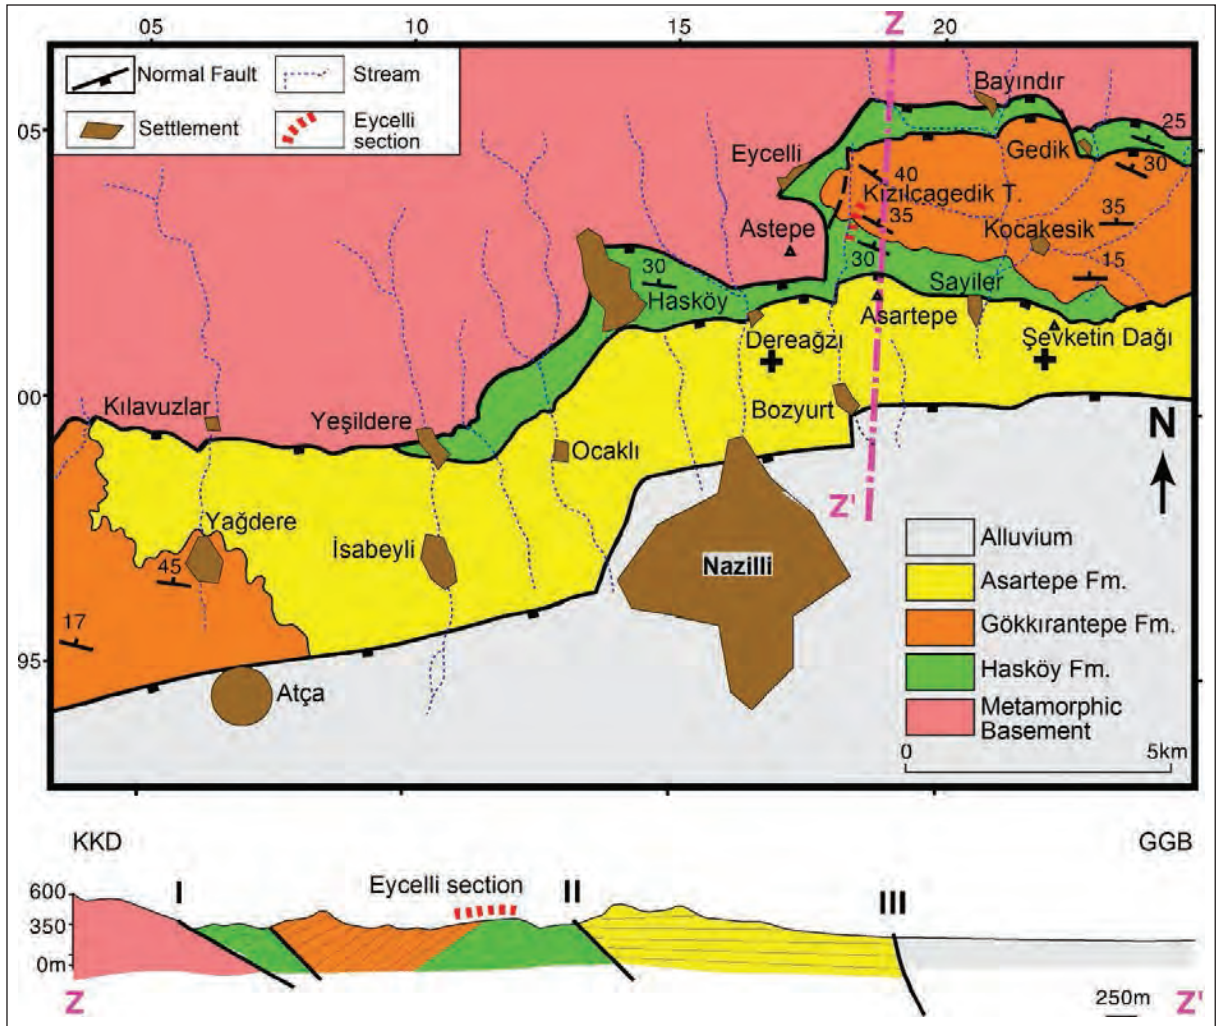 05
10
15
20
Z
Normal Fault
Stream
Settlement
Eycelli
section
05
00
95
Bayındır
25
Gedik
30
Eycelli
40
Kızılcagedik T.
35
35
Kocakesik
Astepe
30
15
30
Hasköy
Sayiler
Asartepe
Dereağzı
Şevketin Dağı
Kılavuzlar
Yeşildere
Bozyurt
N
Ocaklı
Z'
Yağdere
İsabeyli
45
Nazilli
17
Atça
Alluvium
Asartepe Fm.
Gökkırantepe Fm.
Hasköy Fm.
Metamorphic
Basement
0
5km
KKD
GGB
I
Eycelli section
II
III
600
350
0m
Z
250m
Z'